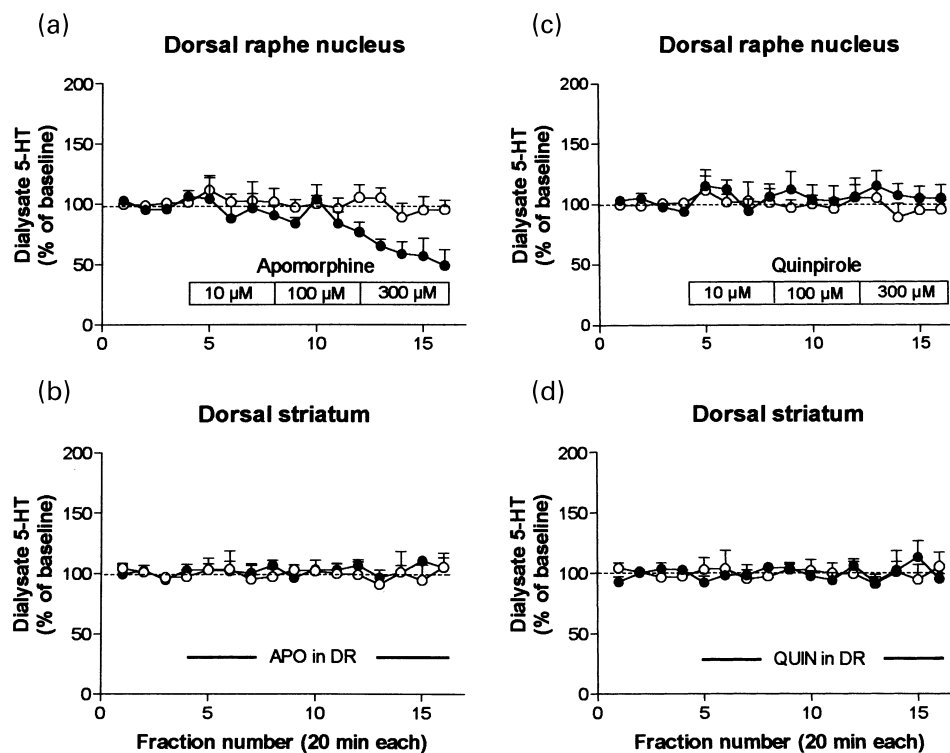 (a)
Dorsal raphe nucleus
200
150
100
50
0
Dialysate 5-HT
(% of baseline)
Apomorphine
10 µM 100 µM 300 µM
0 5 10 15
(c)
Dorsal raphe nucleus
200
150
100
50
0
Dialysate 5-HT
(% of baseline)
Quinpirole
10 µM 100 µM 300 µM
0 5 10 15
(b)
Dorsal striatum
200
150
100
50
0
Dialysate 5-HT
(% of baseline)
APO in DR
0 5 10 15
Fraction number (20 min each)
(d)
Dorsal striatum
200
150
100
50
0
Dialysate 5-HT
(% of baseline)
QUIN in DR
0 5 10 15
Fraction number (20 min each)